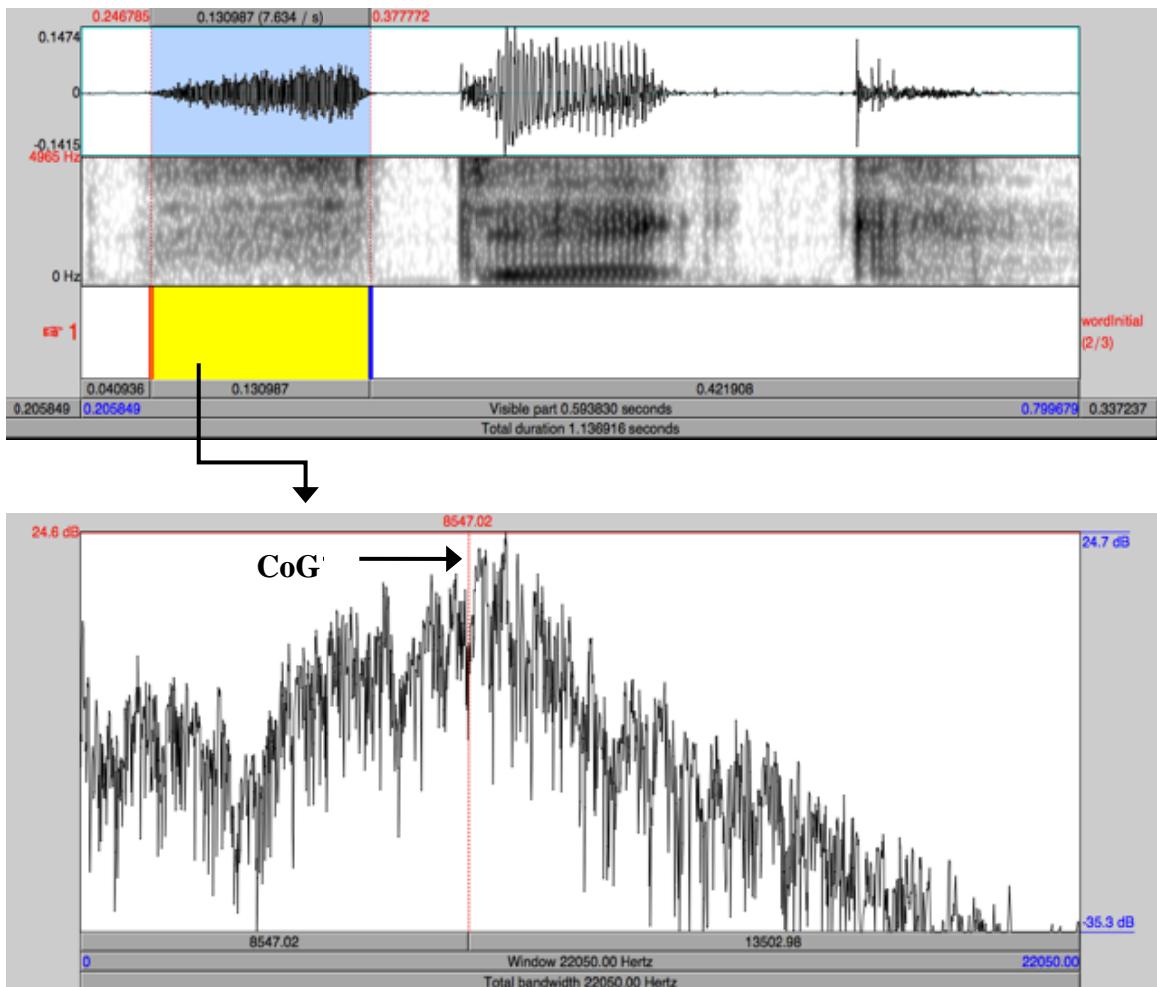 0.246785 0.130987 (7.634 / s) 0.377772
0.1474
0
-0.1415
4965 Hz
0 Hz
1
wordInitial
(2/3)
0.040936 0.130987 0.421908
0.205849 0.205849 Visible part 0.593830 seconds 0.799679 0.337237
Total duration 1.136916 seconds
8547.02
24.6 dB
24.7 dB
CoG
-35.3 dB
8547.02 13502.98
0 Window 22050.00 Hertz 22050.00
Total bandwidth 22050.00 Hertz